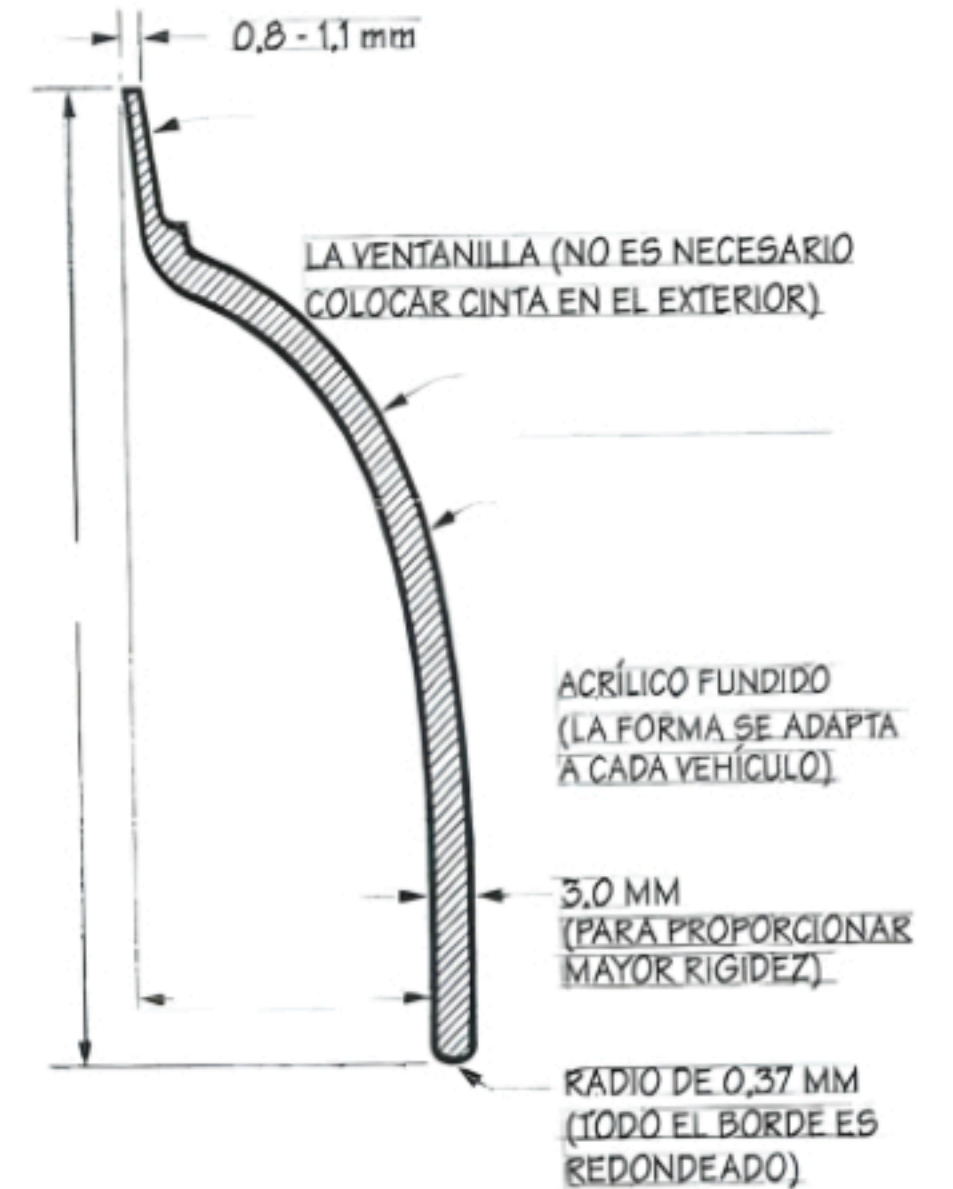 0,8 - 1,1 mm
LA VENTANILLA (NO ES NECESARIO
COLOCAR CINTA EN EL EXTERIOR)
ACRÍLICO FUNDIDO
(LA FORMA SE ADAPTA
A CADA VEHÍCULO)
3.0 MM
(PARA PROPORCIONAR
MAYOR RIGIDEZ)
RADIO DE 0,37 MM
(TODO EL BORDE ES
REDONDEADO)